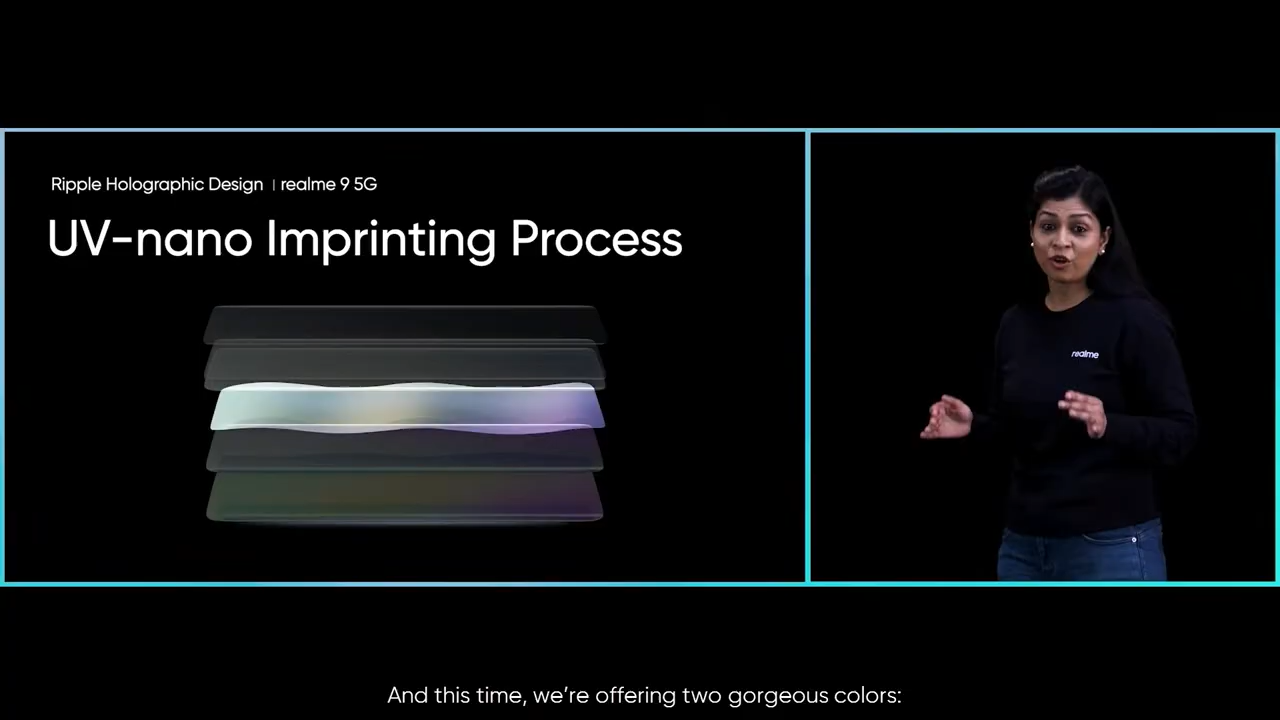 Ripple Holographic Design | realme 9 5G
UV-nano Imprinting Process
realme
And this time, we're offering two gorgeous colors: